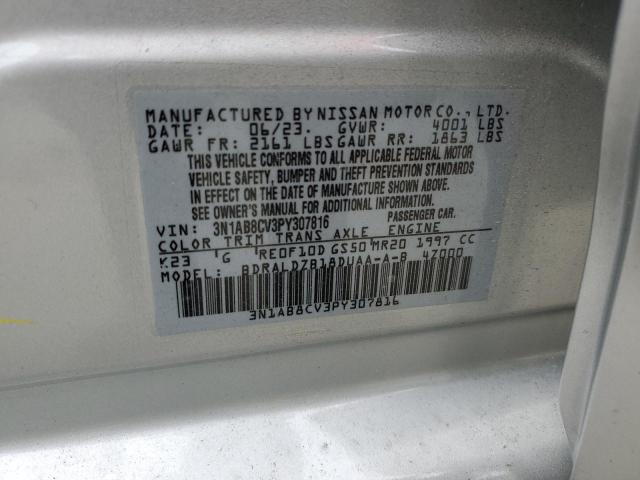 MANUFACTURED BY NISSAN MOTOR CO., LTD.
DATE: 06/23. GVWR: 4001 LBS
GAWR FR: 2161 LBS GAWR RR: 1863 LBS
THIS VEHICLE CONFORMS TO ALL APPLICABLE FEDERAL MOTOR
VEHICLE SAFETY, BUMPER AND THEFT PREVENTION STANDARDS
IN EFFECT ON THE DATE OF MANUFACTURE SHOWN ABOVE.
SEE OWNER'S MANUAL FOR ADDITIONAL INFORMATION.
VIN: 3N1AB8CV3PY307816 PASSENGER CAR.
COLOR TRIM TRANS AXLE ENGINE
K23 G RE0F10D GS50 MR20 1997 CC
MODEL: BDRALDZB18DUAA-A-B 47000
3N1AB8CV3PY307816